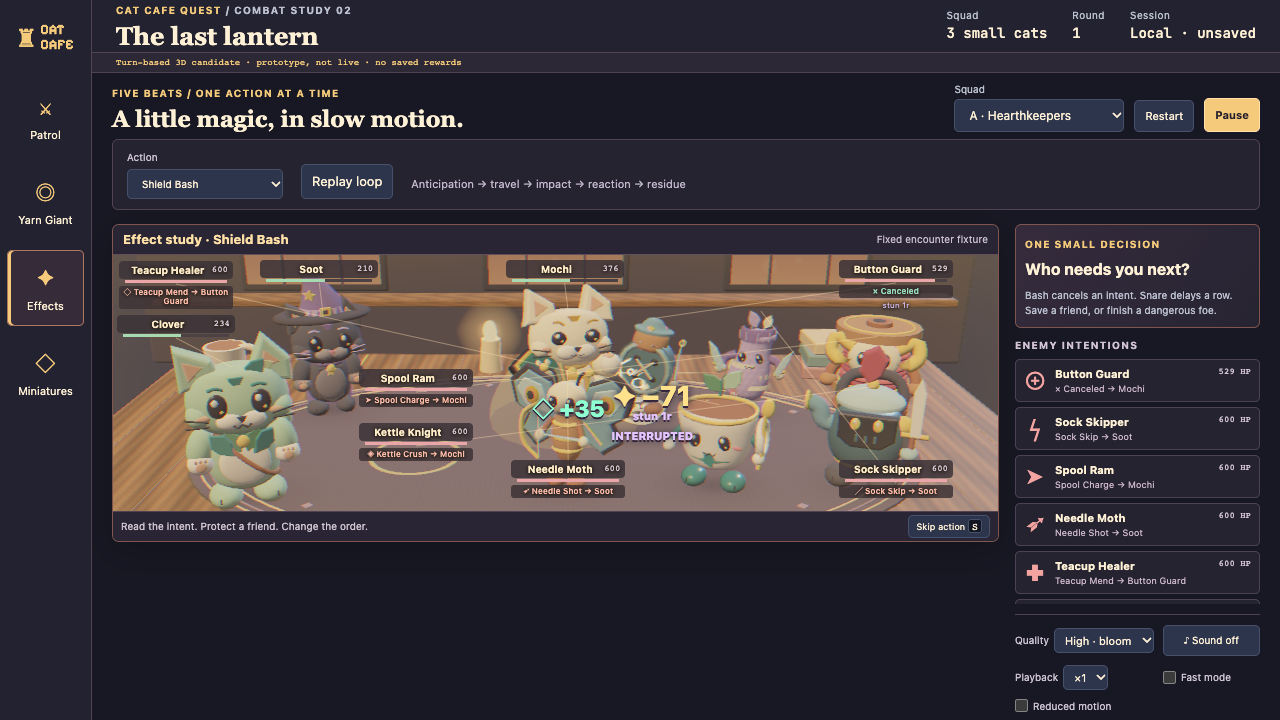 CAT CAFE
Patrol
Yarn Giant
Effects
Miniatures
CAT CAFE QUEST / COMBAT STUDY 02
The last lantern
Squad
3 small cats
Round
1
Session
Local · unsaved
Turn-based 3D candidate · prototype, not live · no saved rewards
FIVE BEATS / ONE ACTION AT A TIME
A little magic, in slow motion.
Squad
A · Hearthkeepers
Restart
Pause
Action
Shield Bash
Replay loop
Anticipation → travel → impact → reaction → residue
Effect study · Shield Bash
Fixed encounter fixture
Teacup Healer 600
◇ Teacup Mend → Button
Guard
Soot 210
Mochi 376
Button Guard 529
× Canceled
stun 1r
Clover 234
Spool Ram 600
➤ Spool Charge → Mochi
Kettle Knight 600
◈ Kettle Crush → Mochi
◇ +35
✦ −71
stun 1r
INTERRUPTED
Needle Moth 600
➶ Needle Shot → Soot
Sock Skipper 600
⟋ Sock Skip → Soot
Read the intent. Protect a friend. Change the order.
Skip action S
ONE SMALL DECISION
Who needs you next?
Bash cancels an intent. Snare delays a row.
Save a friend, or finish a dangerous foe.
ENEMY INTENTIONS
Button Guard 529 HP
× Canceled → Mochi
Sock Skipper 600 HP
Sock Skip → Soot
Spool Ram 600 HP
Spool Charge → Mochi
Needle Moth 600 HP
Needle Shot → Soot
Teacup Healer 600 HP
Teacup Mend → Button Guard
Quality
High · bloom
♪ Sound off
Playback
×1
Fast mode
Reduced motion